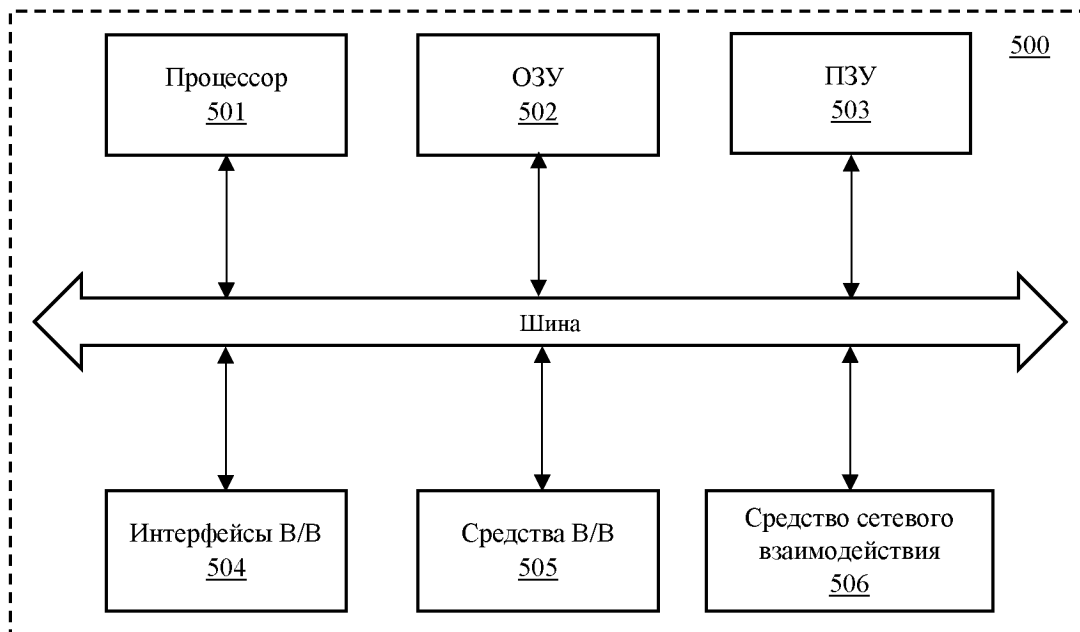 500
Процессор
501
ОЗУ
502
ПЗУ
503
Шина
Интерфейсы В/В
504
Средства В/В
505
Средство сетевого
взаимодействия
506